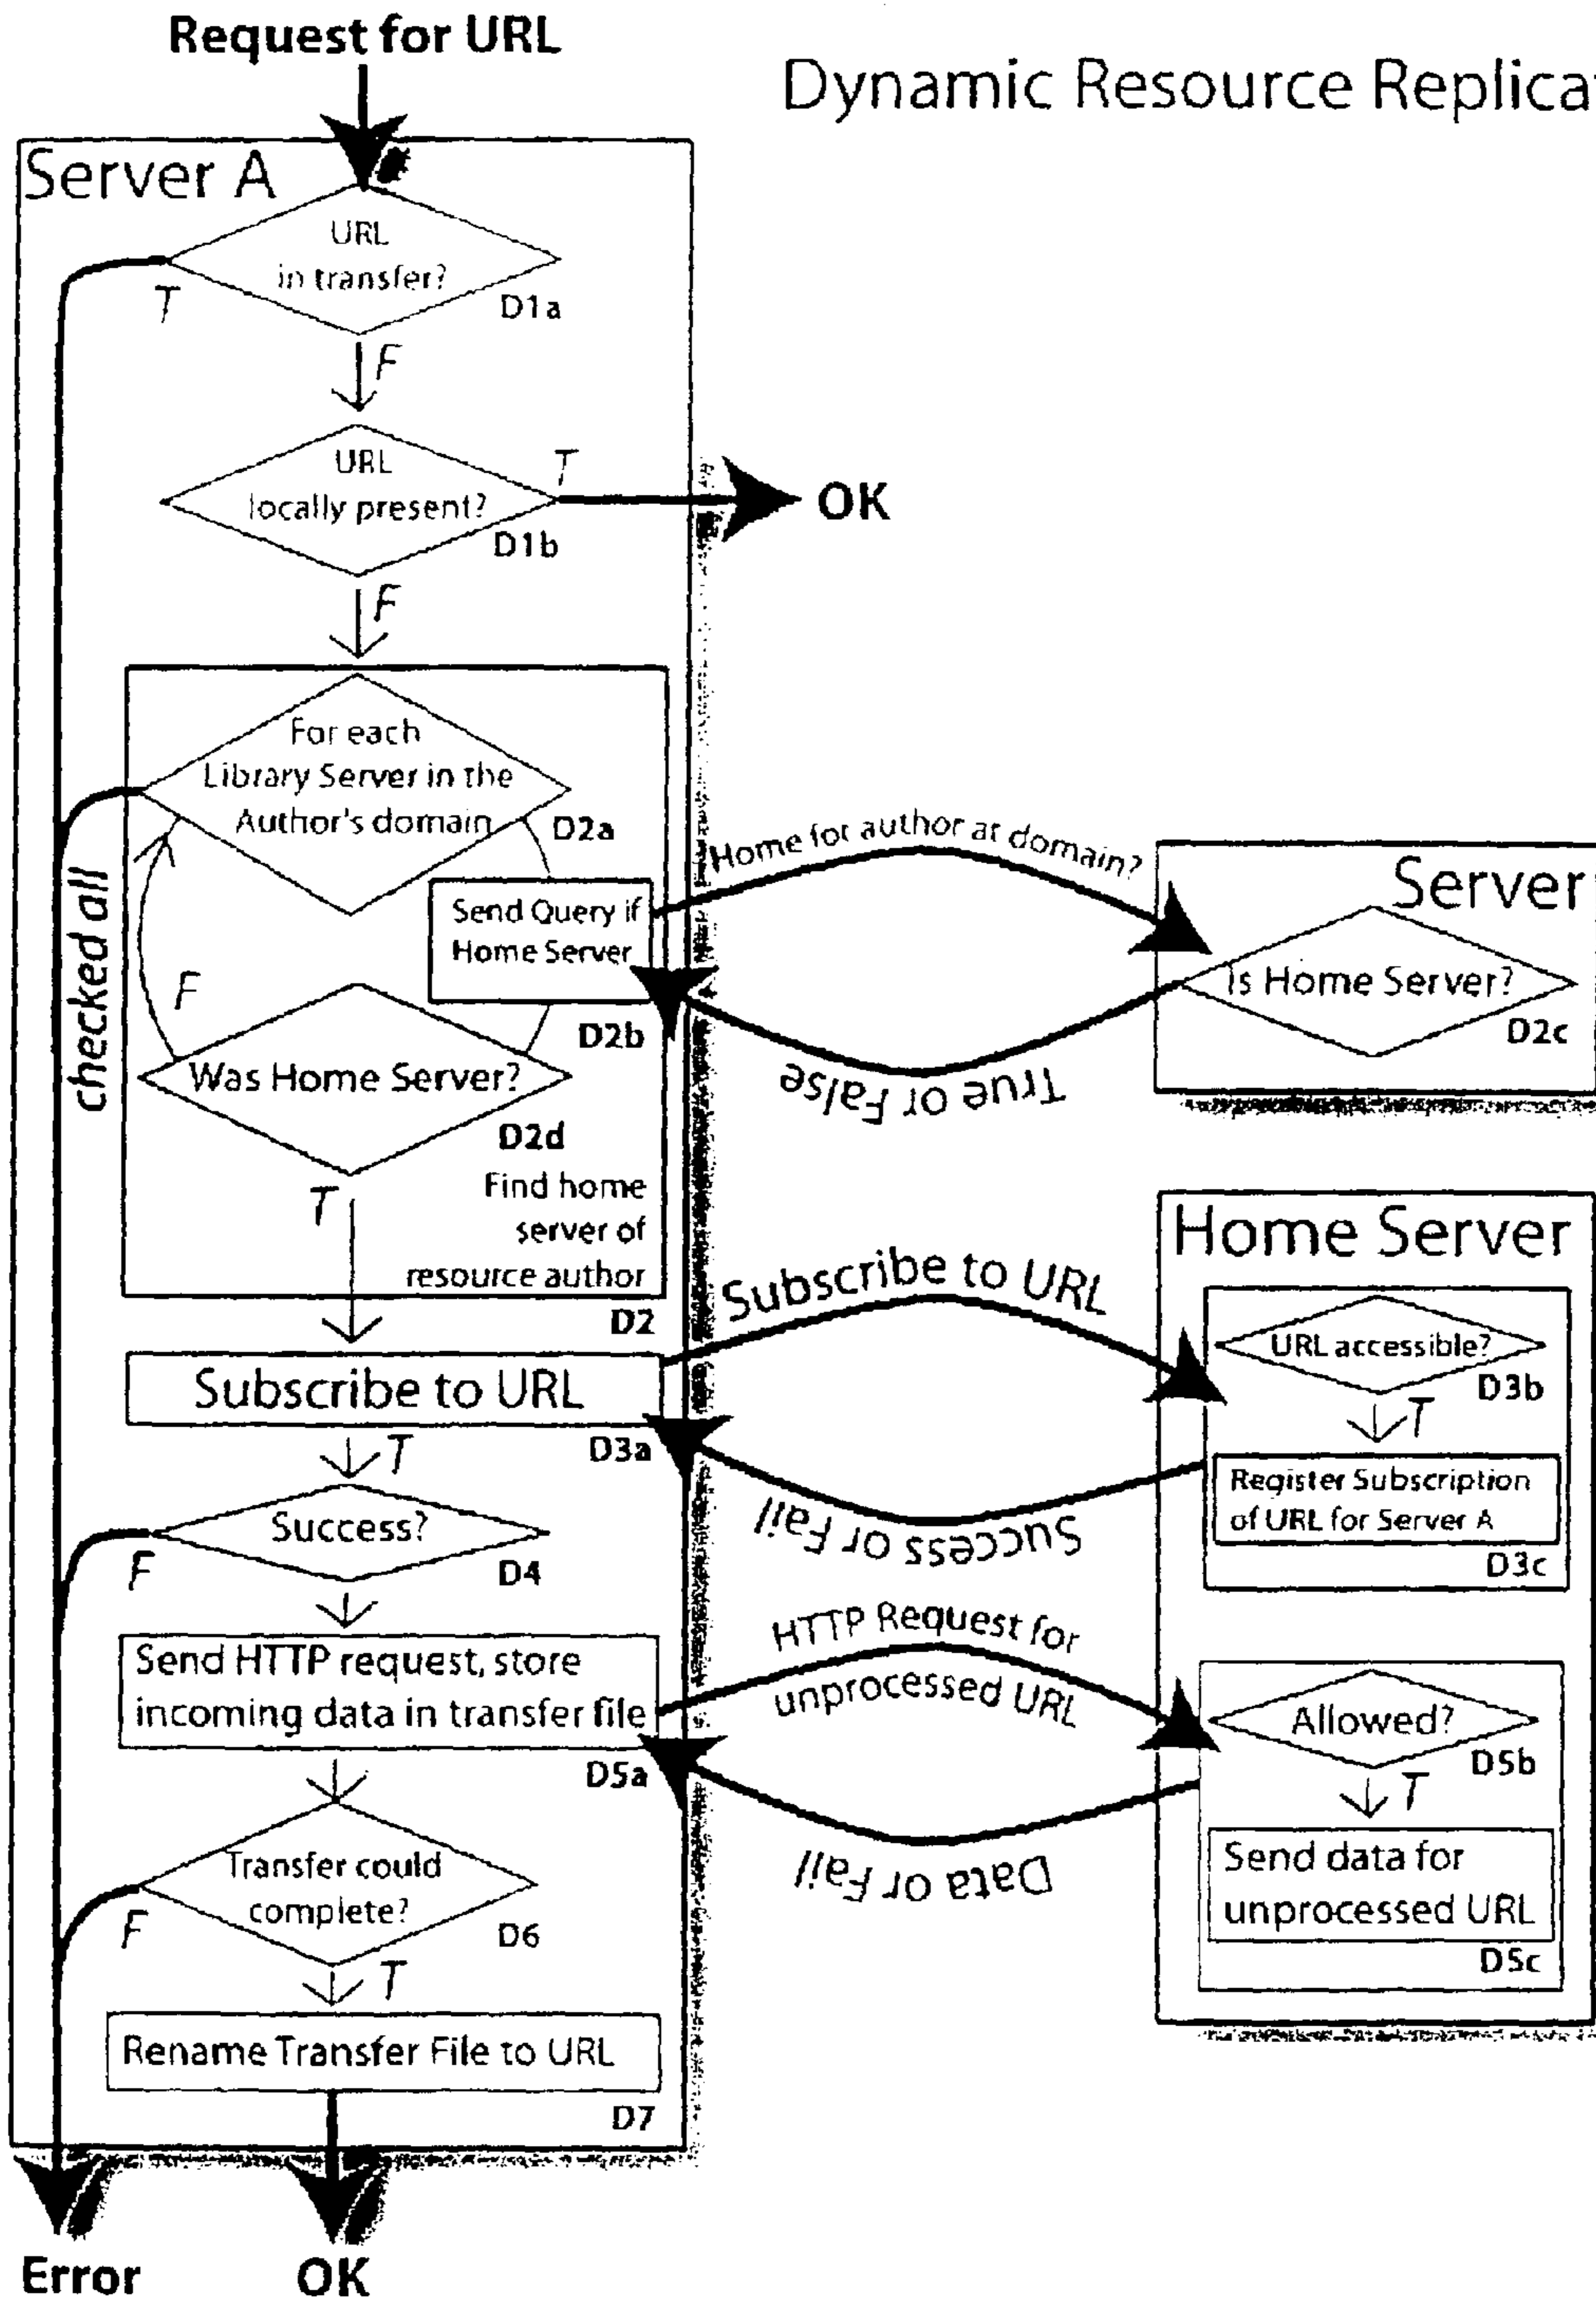 Request for URL
Dynamic Resource Replica
Server A
URL
in transfer?
D1a
T
F
URL
locally present?
D1b
T
OK
F
For each
Library Server in the
Author's domain
D2a
checked all
Send Query if
Home Server
D2b
F
Was Home Server?
D2d
T
Find home
server of
resource author
D2
Home for author at domain?
True or False
Server
Is Home Server?
D2c
Subscribe to URL
D3a
T
Subscribe to URL
Success or Fail
Home Server
URL accessible?
D3b
T
Register Subscription
of URL for Server A
D3c
Success?
D4
F
Send HTTP request, store
incoming data in transfer file
D5a
HTTP Request for
unprocessed URL
Data or Fail
Allowed?
D5b
T
Send data for
unprocessed URL
D5c
Transfer could
complete?
D6
F
T
Rename Transfer File to URL
D7
Error
OK